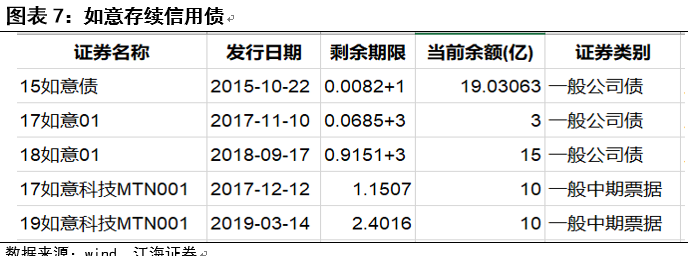 图表 7：如意存续信用债
证券名称 发行日期 剩余期限 当前余额(亿) 证券类别
15如意债 2015-10-22 0.0082+1 19.03063 一般公司债
17如意01 2017-11-10 0.0685+3 3 一般公司债
18如意01 2018-09-17 0.9151+3 15 一般公司债
17如意科技MTN001 2017-12-12 1.1507 10 一般中期票据
19如意科技MTN001 2019-03-14 2.4016 10 一般中期票据
数据来源：wind，江海证券